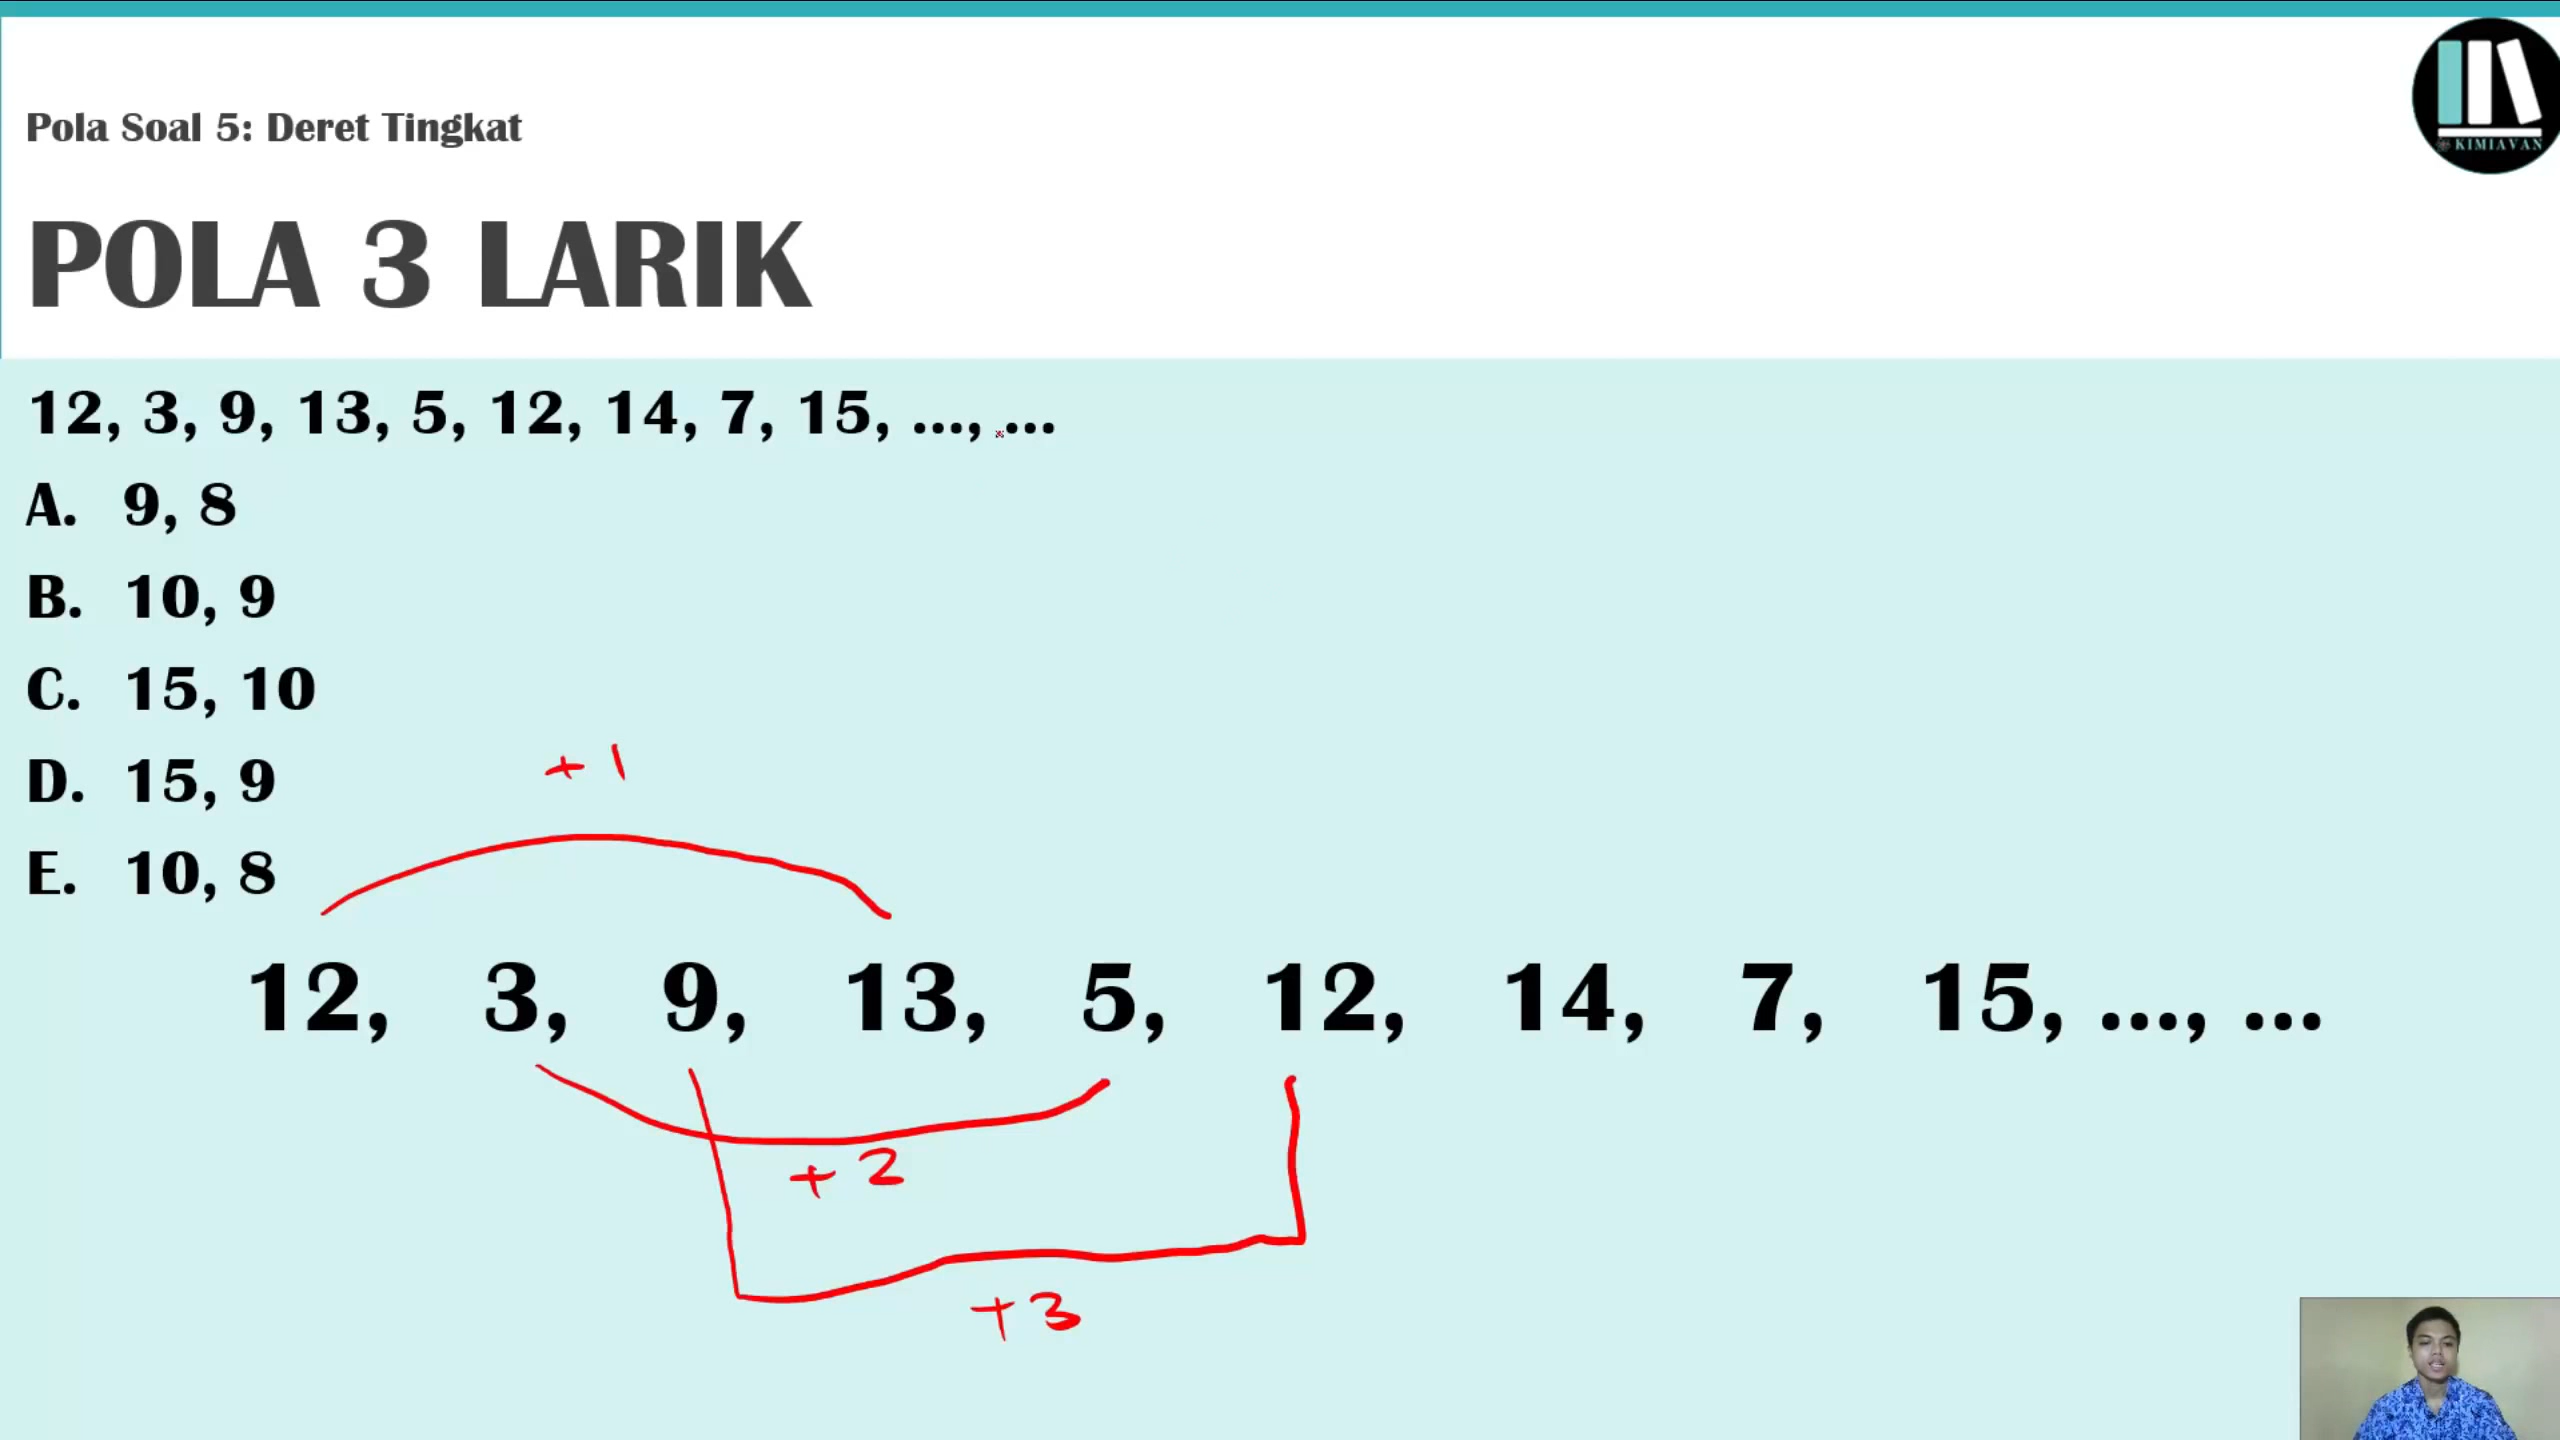 KIMIAVAN
Pola Soal 5: Deret Tingkat
POLA 3 LARIK
12, 3, 9, 13, 5, 12, 14, 7, 15, ..., ...
A. 9, 8
B. 10, 9
C. 15, 10
D. 15, 9
E. 10, 8
+1
12, 3, 9, 13, 5, 12, 14, 7, 15, ..., ...
+2
+3